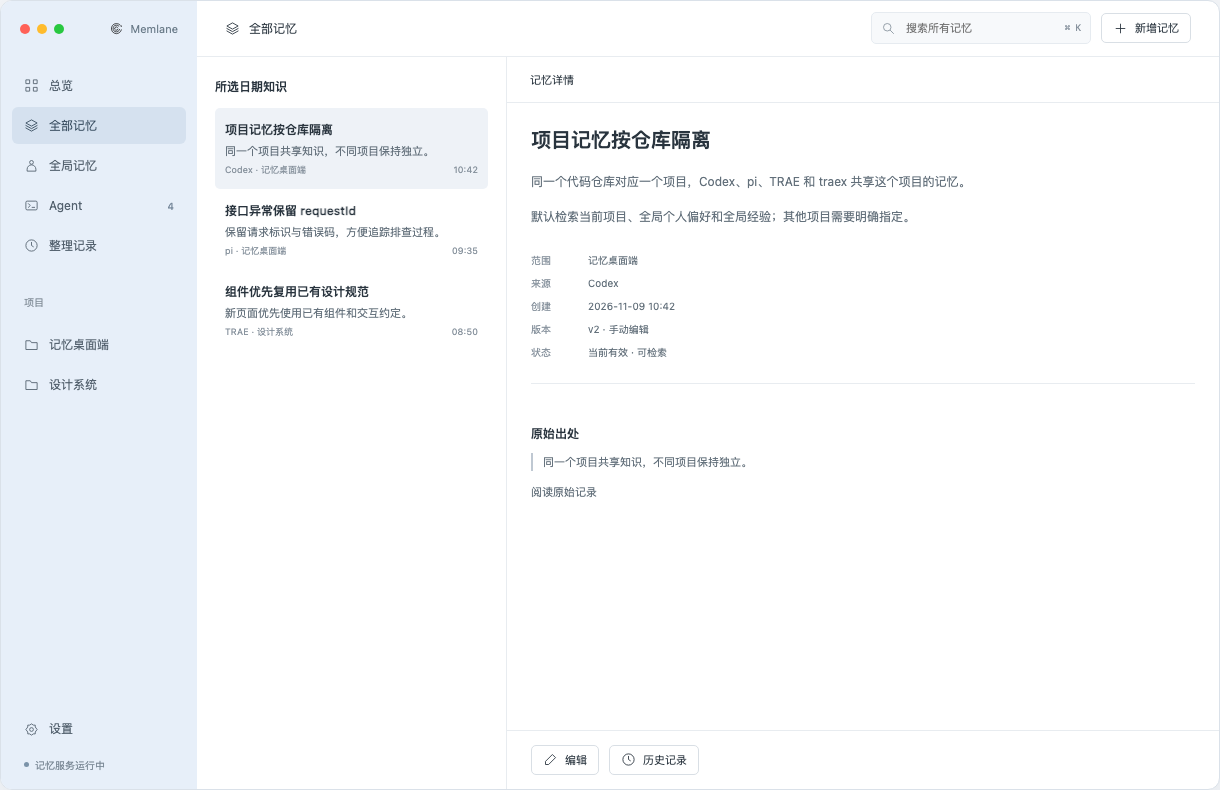 Memlane
总览
全部记忆
全局记忆
Agent 4
整理记录
项目
记忆桌面端
设计系统
设置
记忆服务运行中
全部记忆
搜索所有记忆 ⌘ K
新增记忆
所选日期知识
项目记忆按仓库隔离
同一个项目共享知识，不同项目保持独立。
Codex · 记忆桌面端 10:42
接口异常保留 requestId
保留请求标识与错误码，方便追踪排查过程。
pi · 记忆桌面端 09:35
组件优先复用已有设计规范
新页面优先使用已有组件和交互约定。
TRAE · 设计系统 08:50
记忆详情
项目记忆按仓库隔离
同一个代码仓库对应一个项目，Codex、pi、TRAE 和 traex 共享这个项目的记忆。
默认检索当前项目、全局个人偏好和全局经验；其他项目需要明确指定。
范围 记忆桌面端
来源 Codex
创建 2026-11-09 10:42
版本 v2 · 手动编辑
状态 当前有效 · 可检索
原始出处
同一个项目共享知识，不同项目保持独立。
阅读原始记录
编辑
历史记录